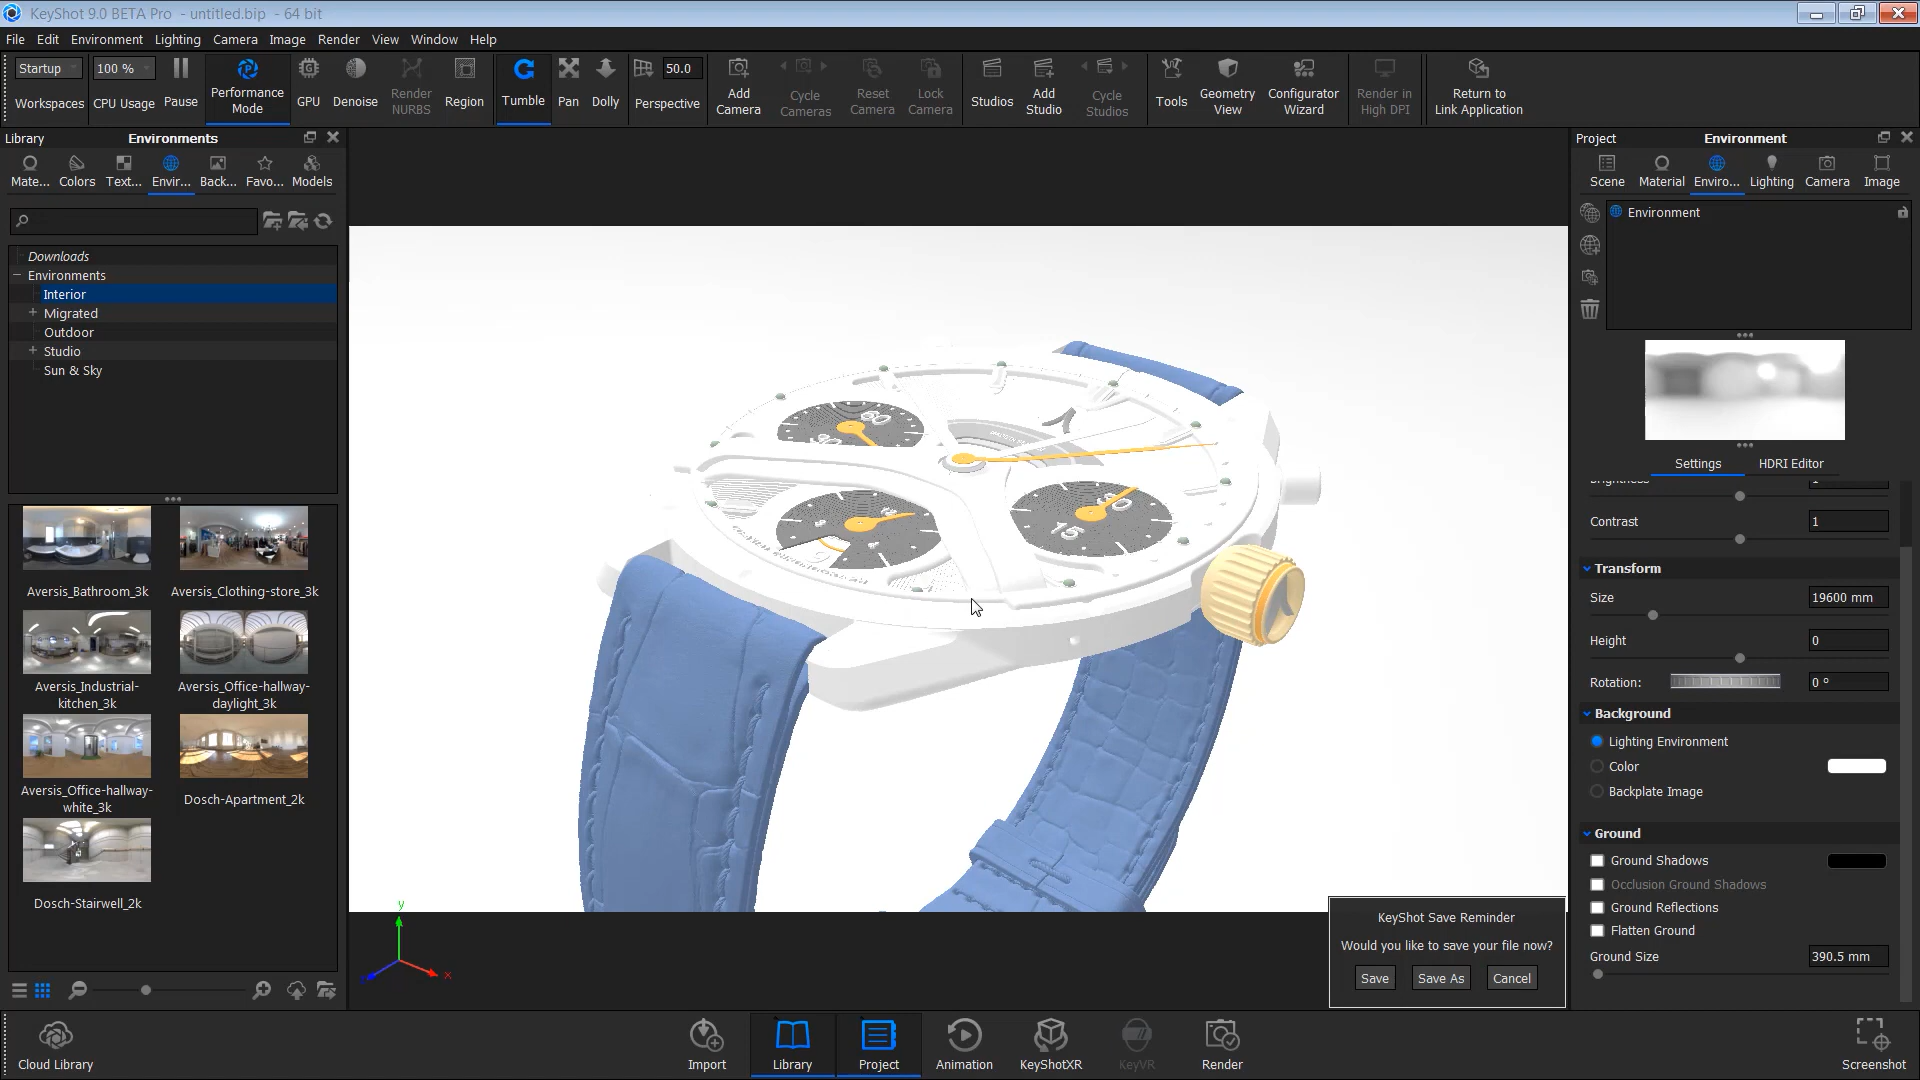 KeyShot 9.0 BETA Pro - untitled.bip - 64 bit
File Edit Environment Lighting Camera Image Render View Window Help
Startup 100 % 50.0
Workspaces CPU Usage Pause Performance Mode GPU Denoise Render NURBS Region Tumble Pan Dolly Perspective Add Camera Cycle Cameras Reset Camera Lock Camera Studios Add Studio Cycle Studios Tools Geometry View Configurator Wizard Render in High DPI Return to Link Application
Library Environments
Mate... Colors Text... Envir... Back... Favo... Models
Downloads
Environments
Interior
Migrated
Outdoor
Studio
Sun & Sky
Aversis_Bathroom_3k Aversis_Clothing-store_3k
Aversis_Industrial-kitchen_3k Aversis_Office-hallway-daylight_3k
Aversis_Office-hallway-white_3k Dosch-Apartment_2k
Dosch-Stairwell_2k
60
30
30
15
9
y
x
Project Environment
Scene Material Enviro... Lighting Camera Image
Environment
Settings HDRI Editor
Brightness 1
Contrast 1
Transform
Size 19600 mm
Height 0
Rotation: 0 °
Background
Lighting Environment
Color
Backplate Image
Ground
Ground Shadows
Occlusion Ground Shadows
Ground Reflections
Flatten Ground
Ground Size 390.5 mm
KeyShot Save Reminder
Would you like to save your file now?
Save Save As Cancel
Cloud Library Import Library Project Animation KeyShotXR KeyVR Render Screenshot